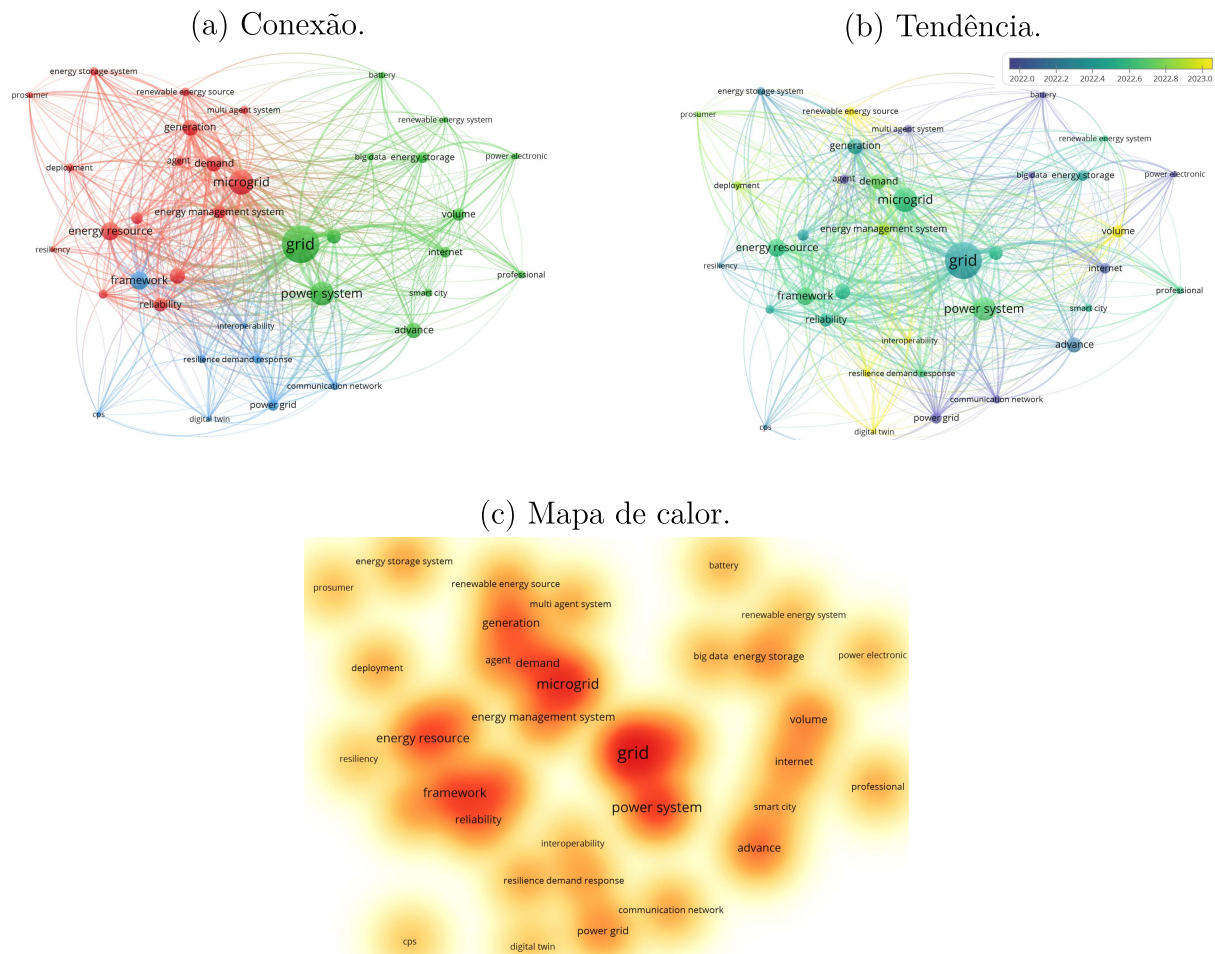 (a) Conexão.
energy storage system
prosumer
renewable energy source
multi agent system
generation
battery
renewable energy system
agent demand
big data energy storage
power electronic
deployment
microgrid
energy management system
volume
energy resource
grid
resiliency
internet
framework
professional
power system
smart city
reliability
interoperability
advance
resilience demand response
communication network
power grid
cps
digital twin
(b) Tendência.
2022.0 2022.2 2022.4 2022.6 2022.8 2023.0
energy storage system
battery
prosumer
renewable energy source
multi agent system
generation
renewable energy system
agent demand
big data energy storage
power electronic
deployment
microgrid
energy management system
volume
energy resource
grid
resiliency
internet
framework
professional
power system
smart city
reliability
interoperability
advance
resilience demand response
communication network
power grid
cps
digital twin
(c) Mapa de calor.
energy storage system
battery
prosumer
renewable energy source
multi agent system
renewable energy system
generation
agent demand
big data energy storage
power electronic
deployment
microgrid
energy management system
volume
energy resource
grid
resiliency
internet
professional
framework
power system
smart city
reliability
interoperability
advance
resilience demand response
communication network
power grid
cps
digital twin